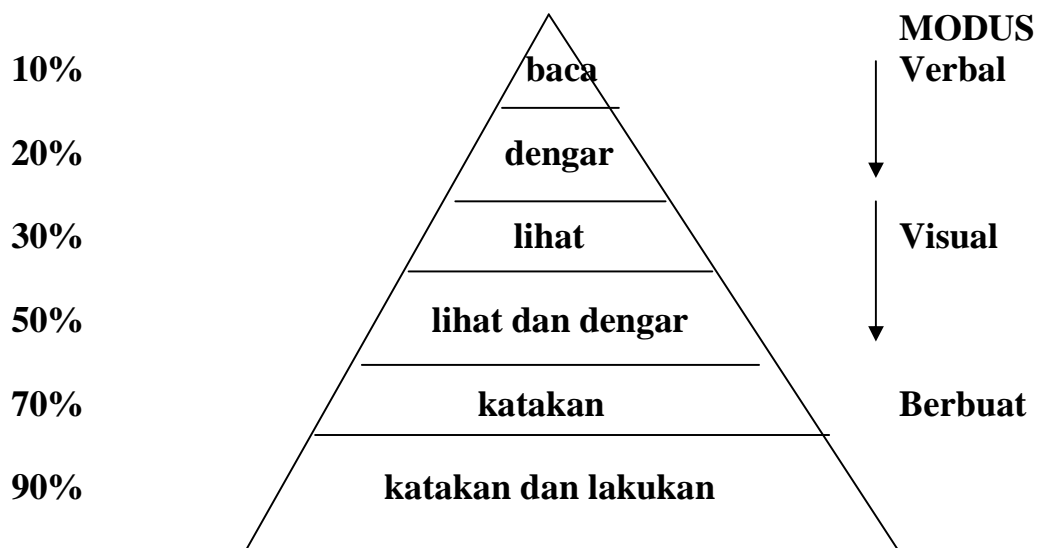 MODUS
10% baca Verbal
20% dengar
30% lihat Visual
50% lihat dan dengar
70% katakan Berbuat
90% katakan dan lakukan